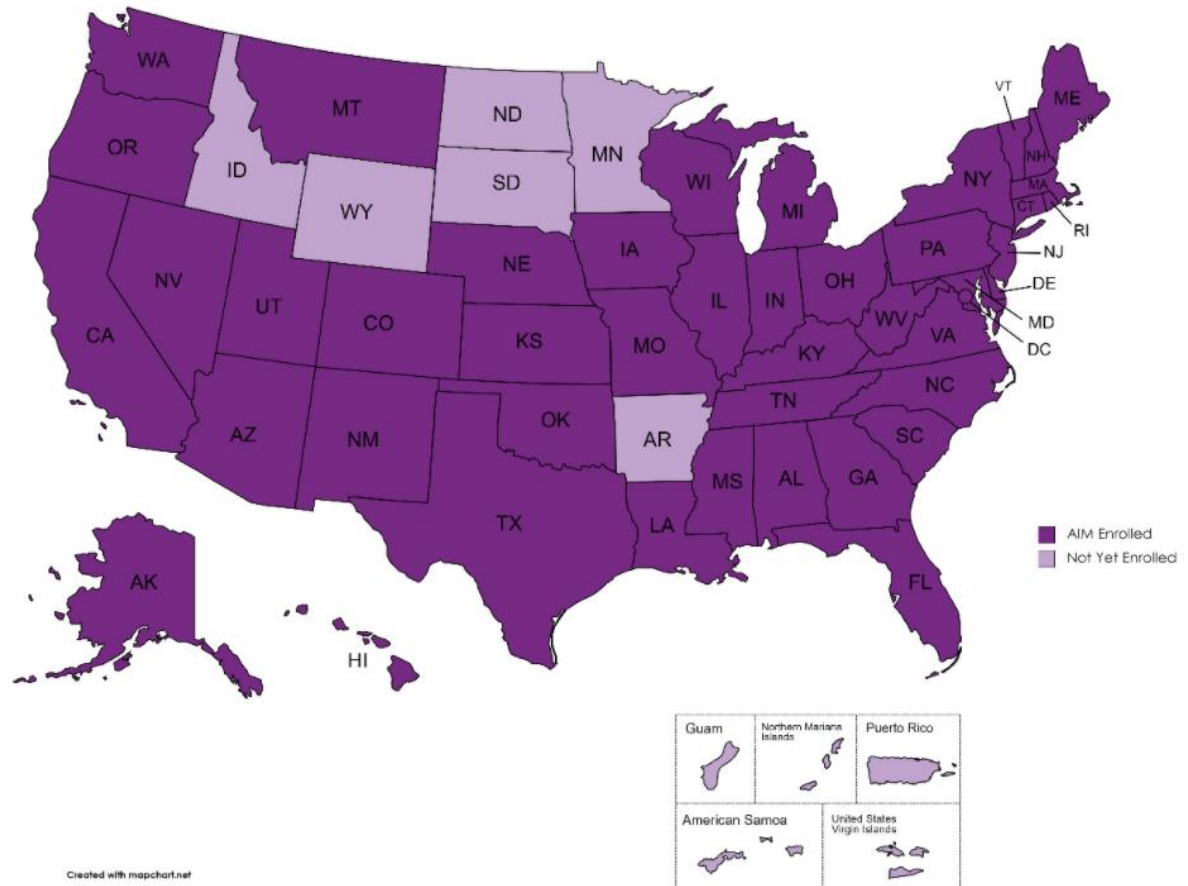 WA
MT
ND
MN
VT
ME
OR
ID
SD
WI
NH
WY
MI
NY
MA
CT
RI
NV
NE
IA
PA
NJ
UT
CO
IL
IN
OH
DE
CA
KS
MO
WV
VA
MD
KY
DC
AZ
NM
OK
TN
NC
AR
SC
TX
LA
MS
AL
GA
AIM Enrolled
Not Yet Enrolled
AK
FL
HI
Guam
Northern Mariana
Islands
Puerto Rico
American Samoa
United States
Virgin Islands
Created with mapchart.net